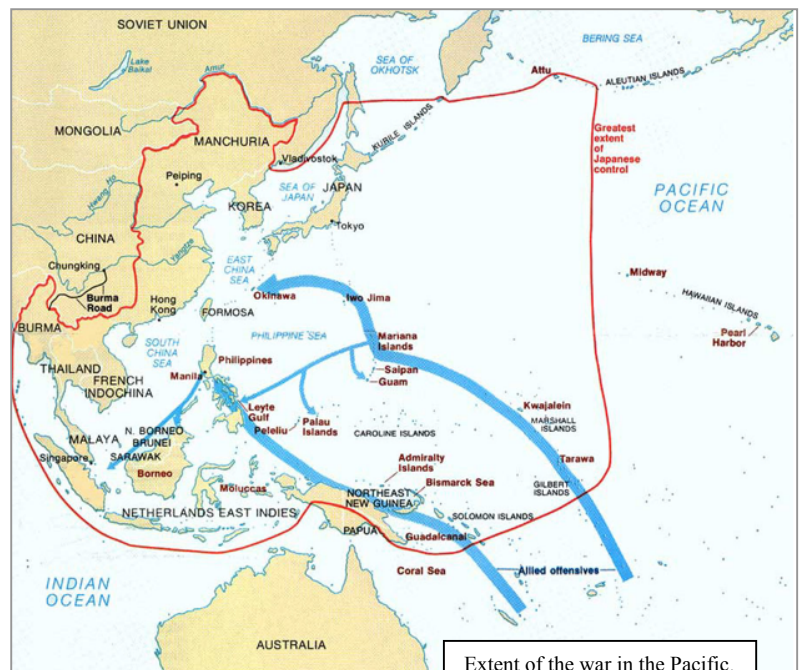 SOVIET UNION
BERING SEA
Lake
Baikal
Amur
SEA OF
OKHOTSK
Attu
ALEUTIAN ISLANDS
MONGOLIA
MANCHURIA
KURILE ISLANDS
Greatest
extent
of
Japanese
control
Vladivostok
Peiping
SEA OF
JAPAN
JAPAN
PACIFIC
OCEAN
Hwang Ho
KOREA
Tokyo
CHINA
Yangtze
Chungking
EAST
CHINA
SEA
Midway
Burma
Road
Okinawa
Iwo Jima
HAWAIIAN ISLANDS
Hong
Kong
FORMOSA
BURMA
Pearl
Harbor
SOUTH
CHINA
SEA
PHILIPPINE SEA
Mariana
Islands
THAILAND
Philippines
Manila
Saipan
Guam
FRENCH
INDOCHINA
Leyte
Gulf
Kwajalein
Peleliu
Palau
Islands
MARSHALL
ISLANDS
CAROLINE ISLANDS
N. BORNEO
BRUNEI
MALAYA
SARAWAK
Singapore
Borneo
Admiralty
Islands
Tarawa
Bismarck Sea
GILBERT
ISLANDS
Moluccas
NORTHEAST
NEW GUINEA
NETHERLANDS EAST INDIES
SOLOMON ISLANDS
PAPUA
Guadalcanal
Coral Sea
Allied offensives
INDIAN
OCEAN
AUSTRALIA
Extent of the war in the Pacific.